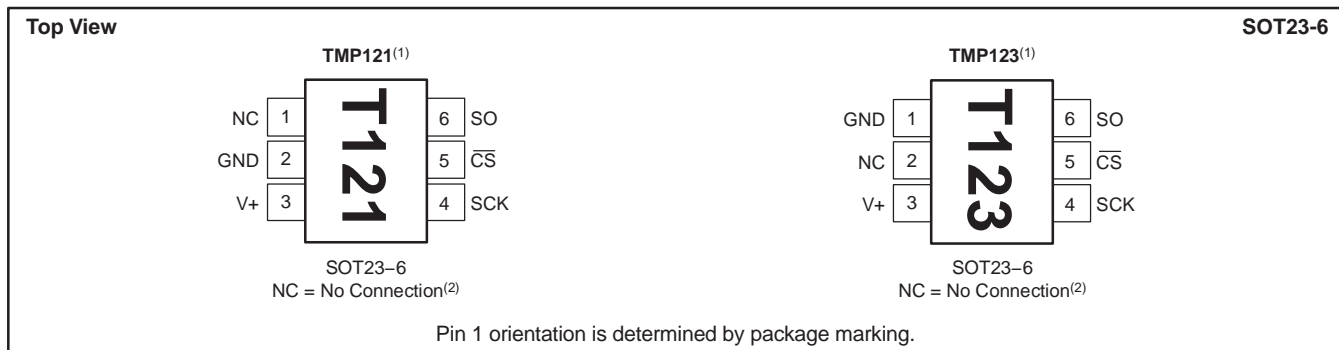 Top View SOT23-6
TMP121(1) TMP123(1)
NC 1 T121 6 SO GND 1 T123 6 SO
GND 2 5 CS NC 2 5 CS
V+ 3 4 SCK V+ 3 4 SCK
SOT23−6 SOT23−6
NC = No Connection(2) NC = No Connection(2)
Pin 1 orientation is determined by package marking.